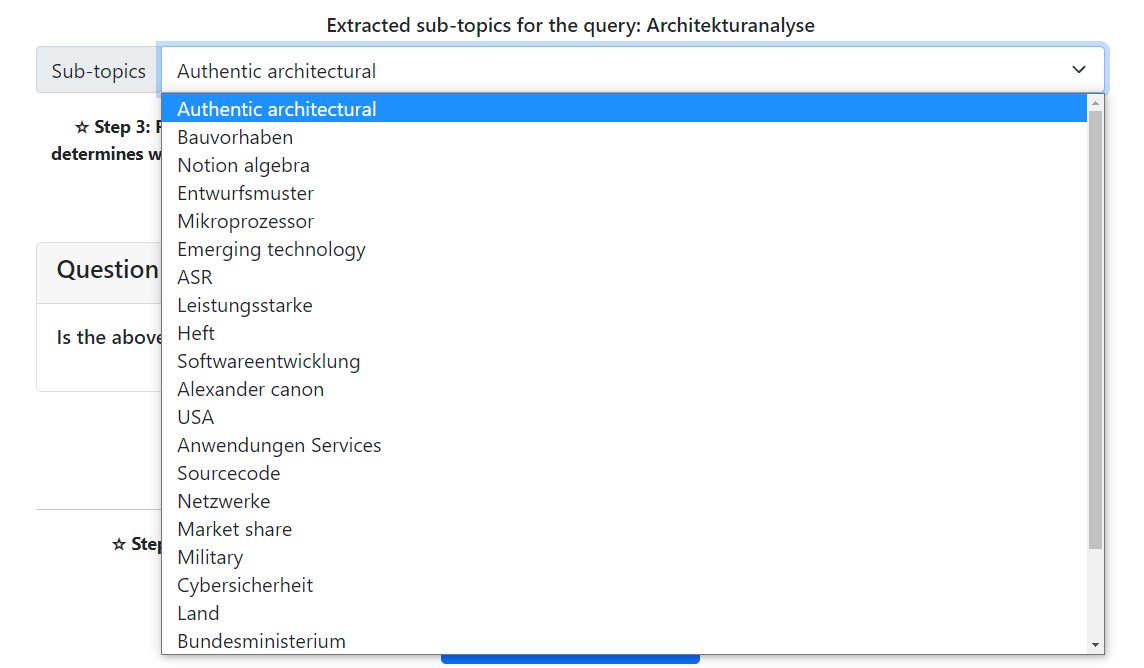 Extracted sub-topics for the query: Architekturanalyse
Sub-topics
Authentic architectural
Authentic architectural
Bauvorhaben
Notion algebra
Entwurfsmuster
Mikroprozessor
Emerging technology
ASR
Leistungsstarke
Heft
Softwareentwicklung
Alexander canon
USA
Anwendungen Services
Sourcecode
Netzwerke
Market share
Military
Cybersicherheit
Land
Bundesministerium
☆ Step 3:
determines
Question
Is the above
☆ Step